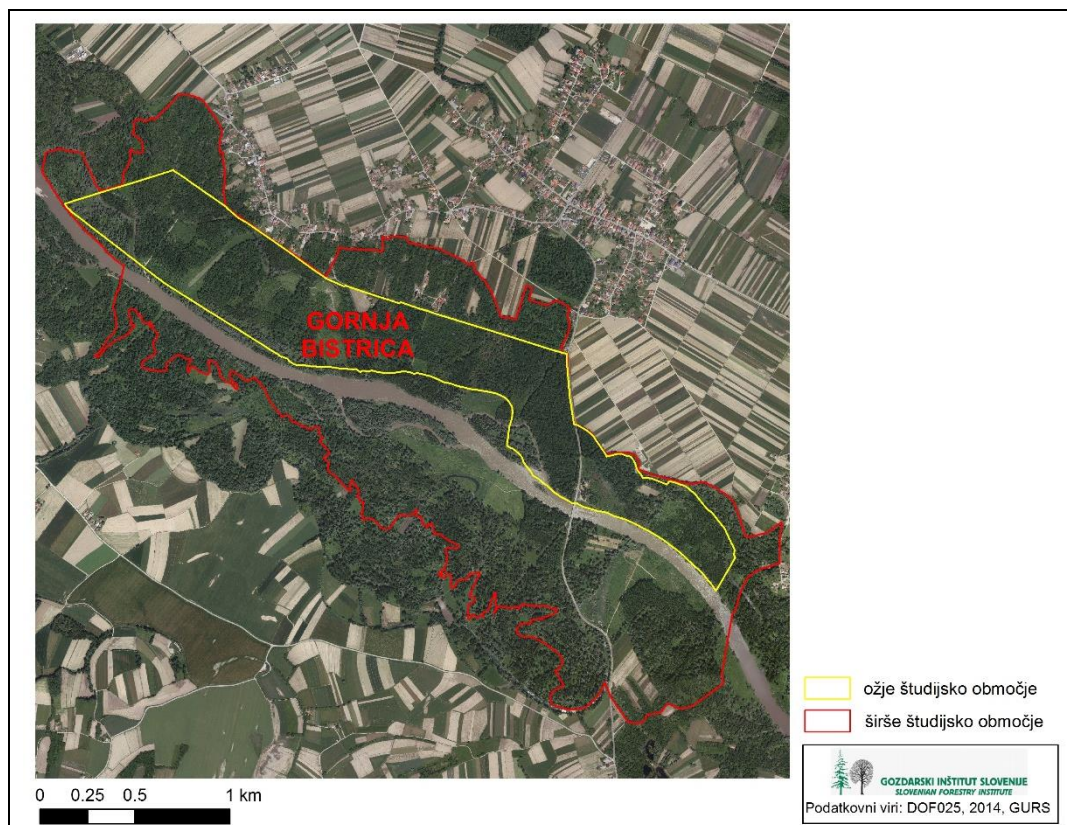 GORNJA
BISTRICA
ožje študijsko območje
širše študijsko območje
GOZDARSKI INŠTITUT SLOVENIJE
SLOVENIAN FORESTRY INSTITUTE
Podatkovni viri: DOF025, 2014, GURS
0 0.25 0.5 1 km